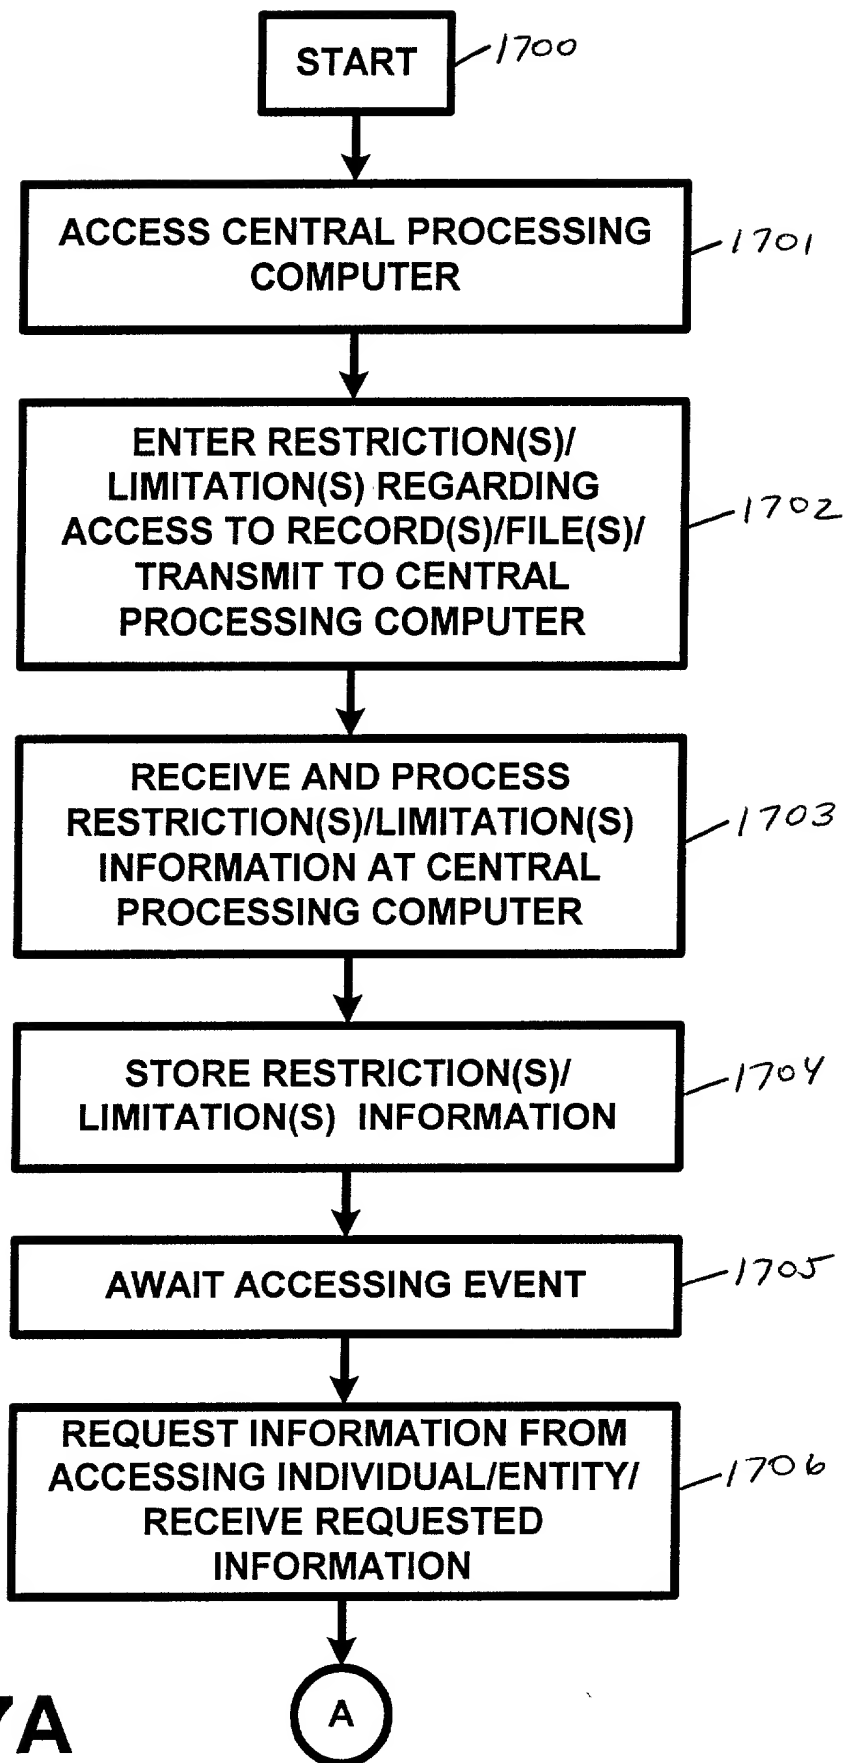 START
1700
ACCESS CENTRAL PROCESSING
COMPUTER
1701
ENTER RESTRICTION(S)/
LIMITATION(S) REGARDING
ACCESS TO RECORD(S)/FILE(S)/
TRANSMIT TO CENTRAL
PROCESSING COMPUTER
1702
RECEIVE AND PROCESS
RESTRICTION(S)/LIMITATION(S)
INFORMATION AT CENTRAL
PROCESSING COMPUTER
1703
STORE RESTRICTION(S)/
LIMITATION(S) INFORMATION
1704
AWAIT ACCESSING EVENT
1705
REQUEST INFORMATION FROM
ACCESSING INDIVIDUAL/ENTITY/
RECEIVE REQUESTED
INFORMATION
1706
A
7A